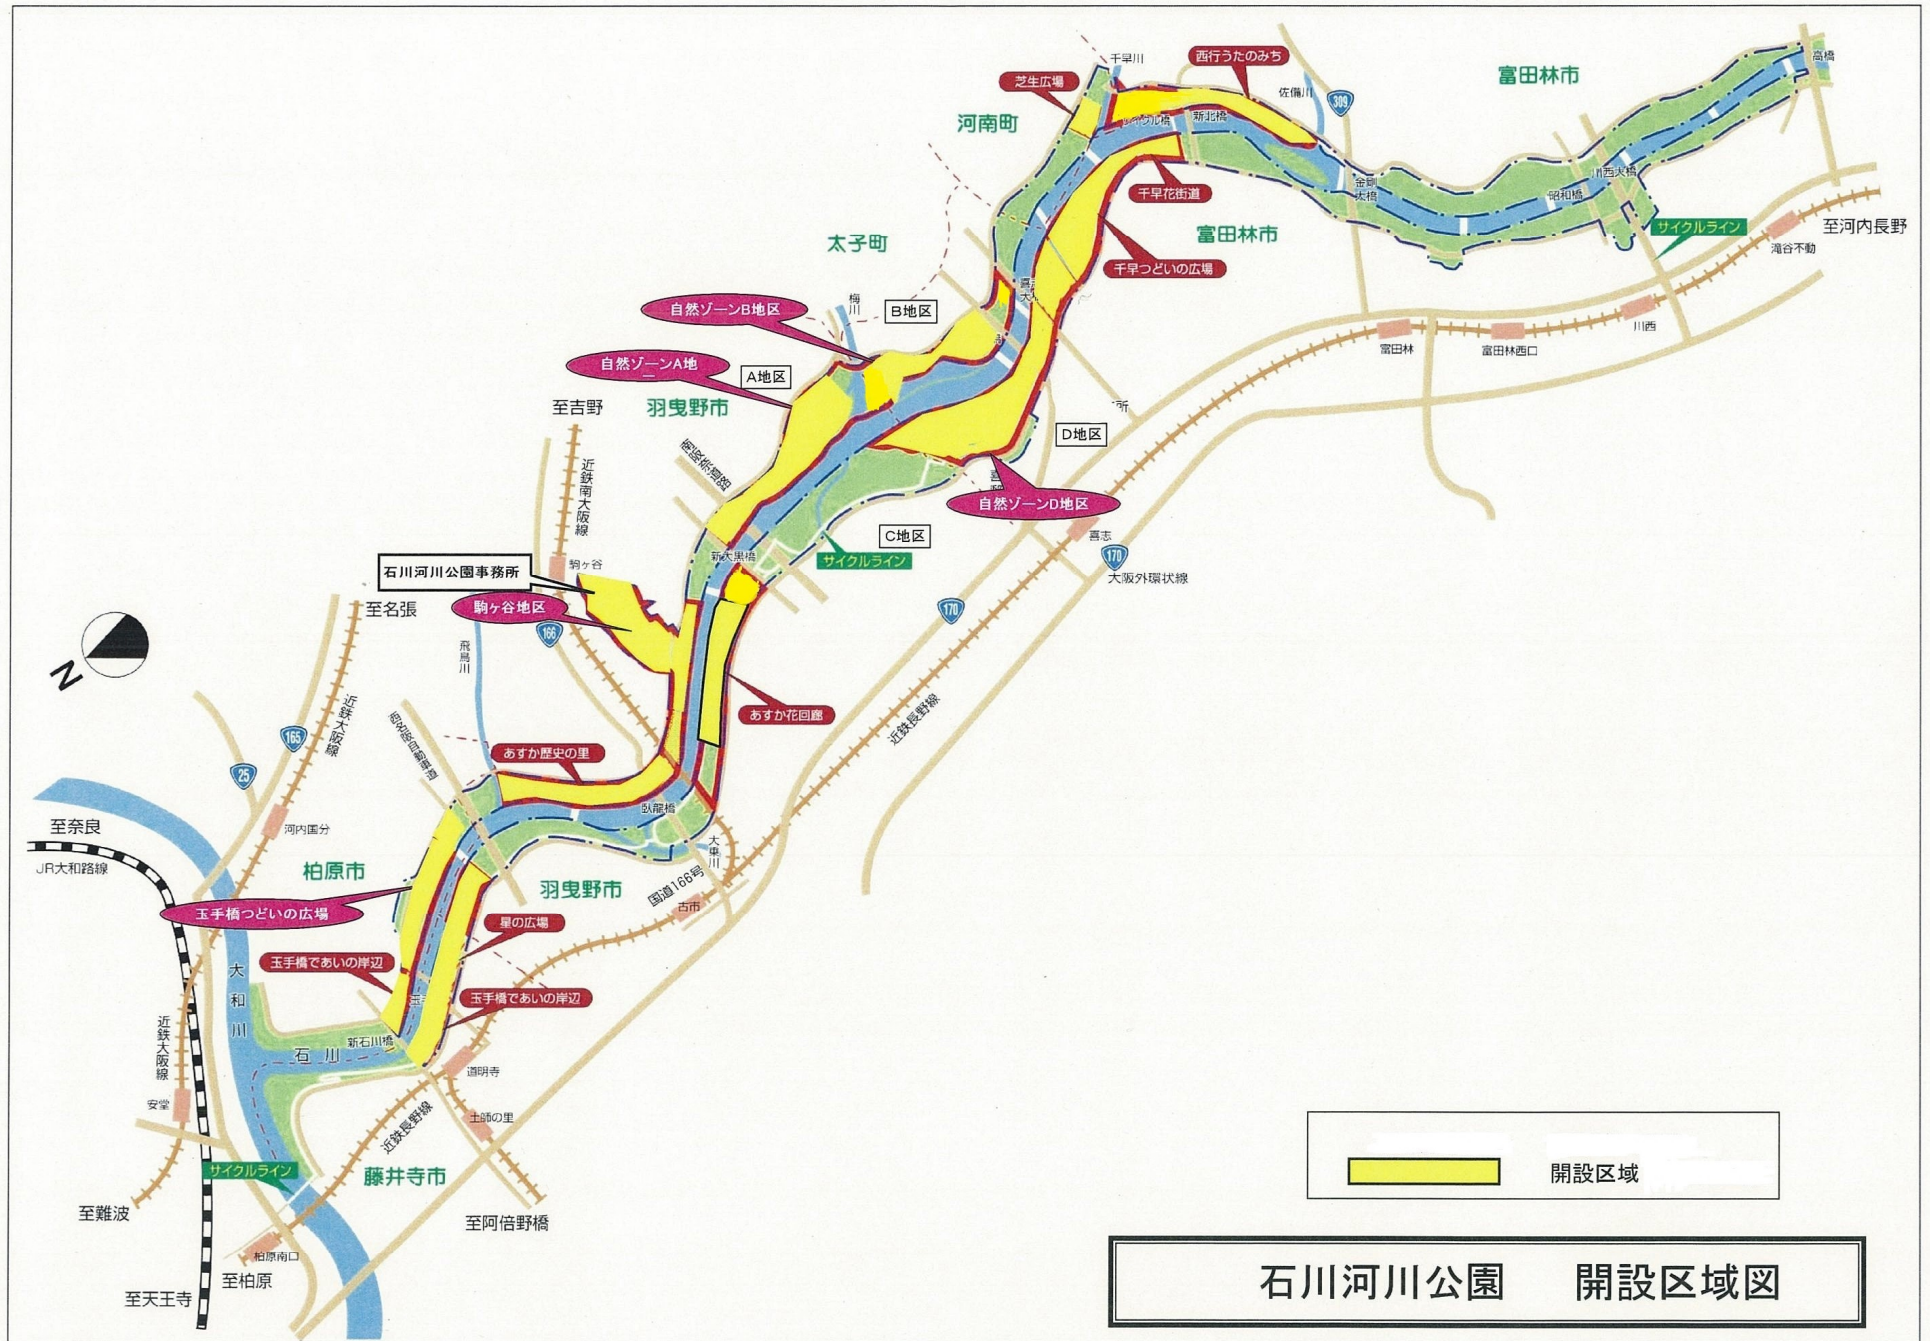 千早川
西行うたのみち
芝生広場
佐備川
309
富田林市
高橋
河南町
イクル橋
新北橋
金剛
大橋
昭和橋
川西大橋
千早花街道
富田林市
サイクルライン
至河内長野
滝谷不動
太子町
千早つどいの広場
梅川
B地区
自然ゾーンB地区
川西
富田林
富田林西口
自然ゾーンA地
A地区
羽曳野市
至吉野
D地区
南阪奈道路
近鉄南大阪線
自然ゾーンD地区
C地区
喜志
170
大阪外環状線
新大黒橋
サイクルライン
石川河川公園事務所
駒ヶ谷
駒ヶ谷地区
至名張
166
170
飛鳥川
近鉄大阪線
西名阪自動車道
あすか花回廊
近鉄長野線
165
25
あすか歴史の里
臥龍橋
至奈良
JR大和路線
河内国分
大乗川
柏原市
羽曳野市
国道166号
古市
玉手橋つどいの広場
星の広場
玉手橋であいの岸辺
玉手橋であいの岸辺
大和川
近鉄大阪線
石川
新石川橋
道明寺
安堂
土師の里
近鉄長野線
サイクルライン
藤井寺市
至難波
至阿倍野橋
柏原南口
至柏原
至天王寺
N
開設区域
石川河川公園　開設区域図